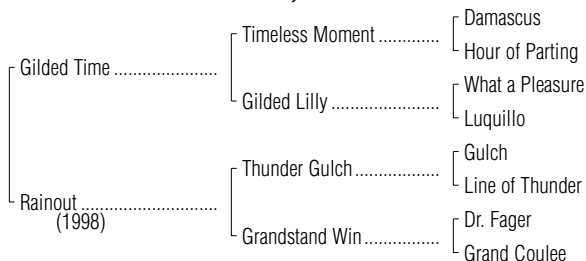 Damascus
Timeless Moment .............
Hour of Parting
Gilded Time ......................
What a Pleasure
Gilded Lilly .......................
Luquillo
Gulch
Thunder Gulch ..................
Line of Thunder
Rainout .............................
(1998)
Dr. Fager
Grandstand Win ................
Grand Coulee